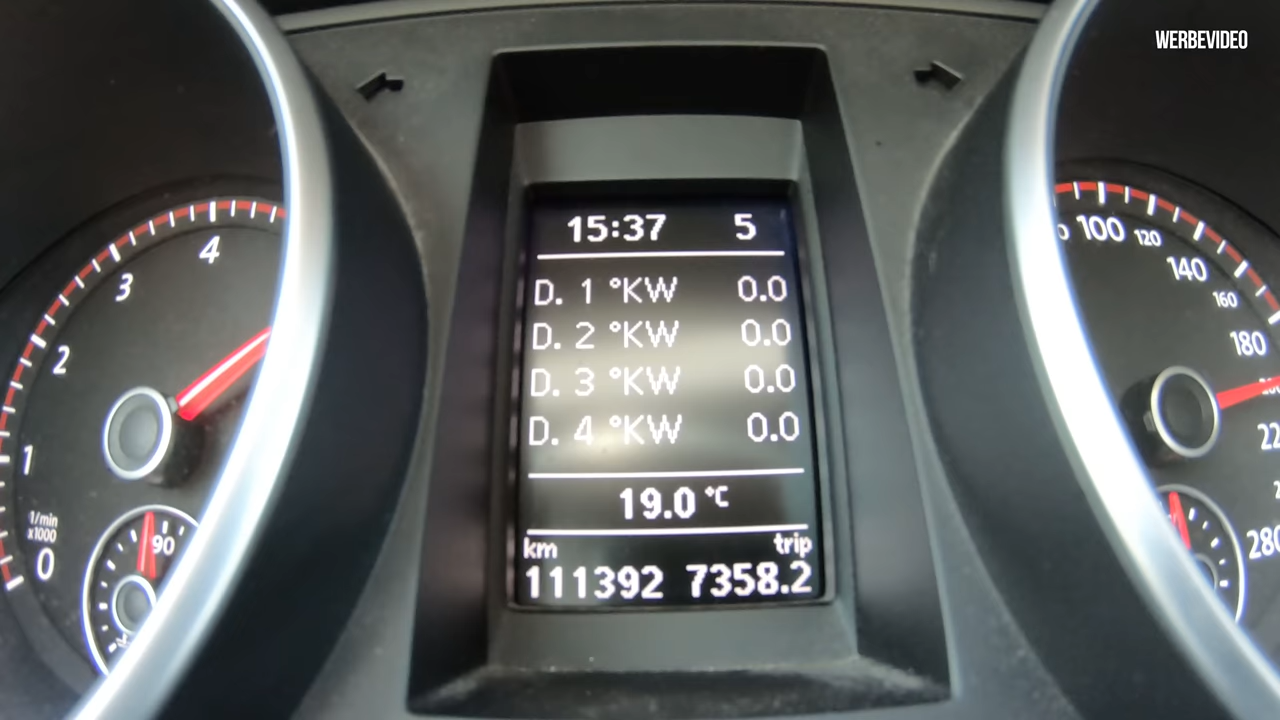 WERBEVIDEO
15:37 5
D. 1 °KW 0.0
D. 2 °KW 0.0
D. 3 °KW 0.0
D. 4 °KW 0.0
19.0 °C
km trip
111392 7358.2
4
3
2
1
1/min
x1000
0
90
100
120
140
160
180
280